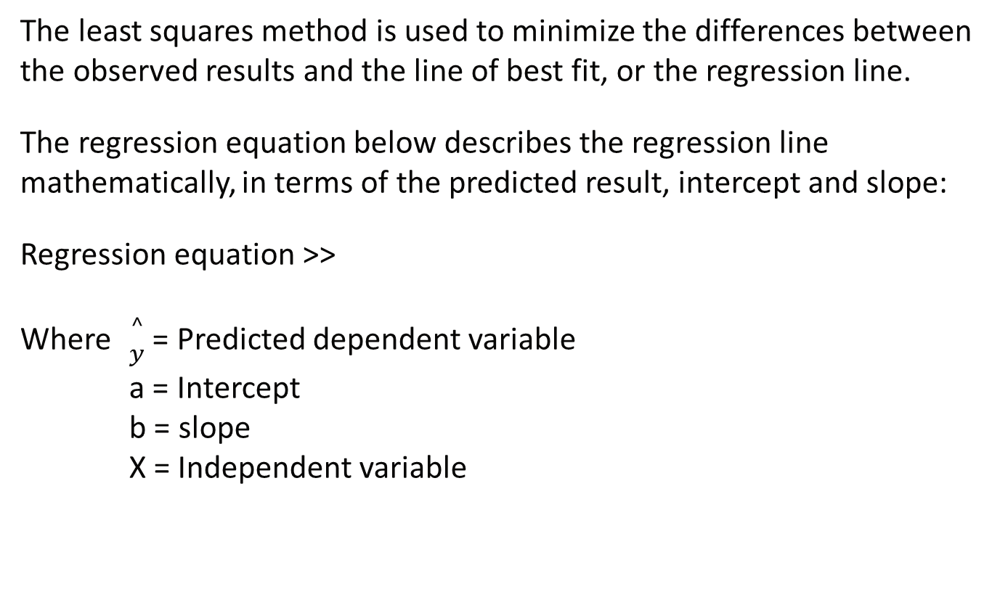 The least squares method is used to minimize the differences between
the observed results and the line of best fit, or the regression line.
The regression equation below describes the regression line
mathematically, in terms of the predicted result, intercept and slope:
Regression equation >>
Where ŷ = Predicted dependent variable
a = Intercept
b = slope
X = Independent variable